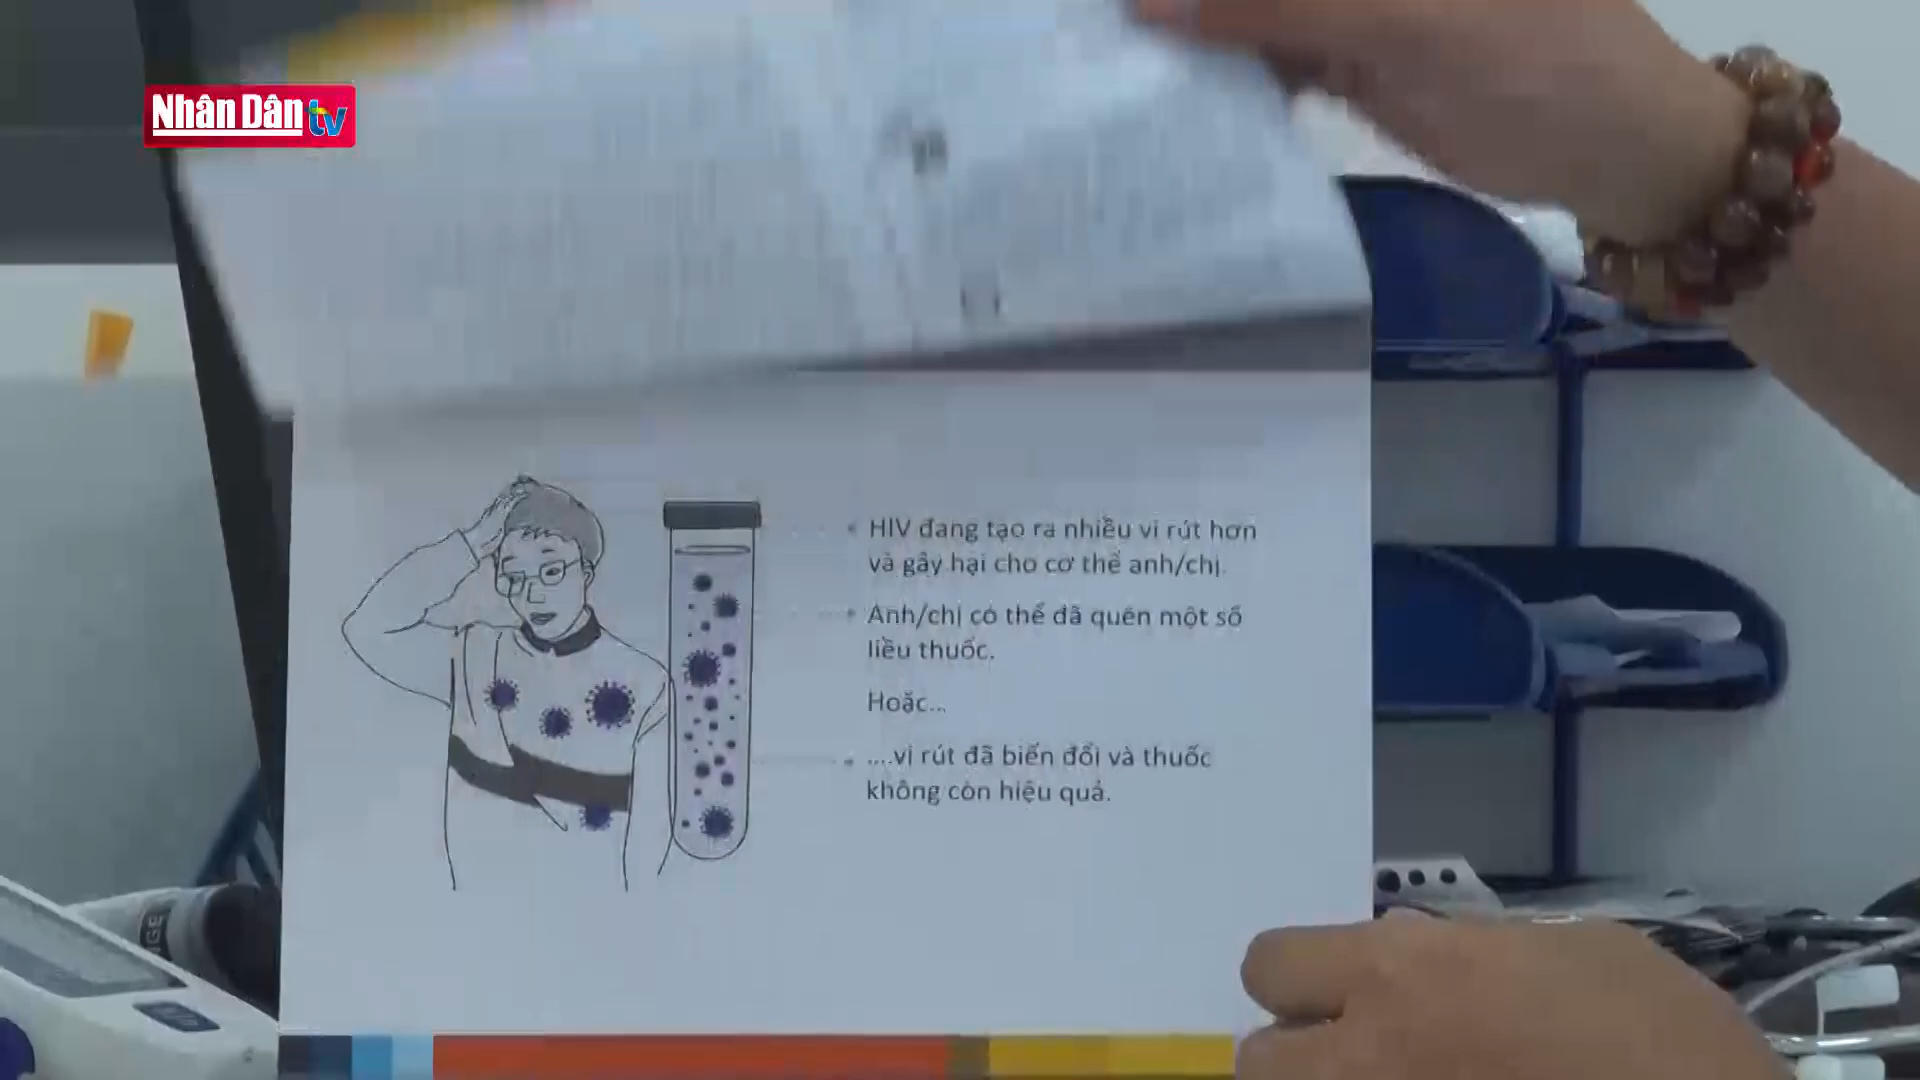 Nhân Dân tv
HIV đang tạo ra nhiều vi rút hơn
và gây hại cho cơ thể anh/chị.
Anh/chị có thể đã quên một số
liều thuốc.
Hoặc...
....vi rút đã biến đổi và thuốc
không còn hiệu quả.